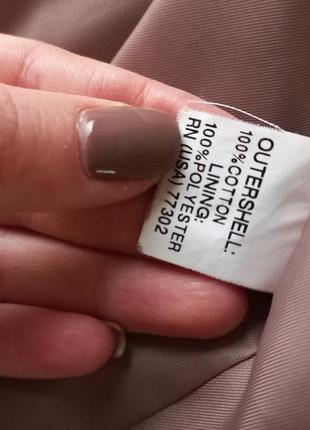 OUTERSHELL:
100%COTTON
LINING:
100%POLYESTER
RN (USA) 77302